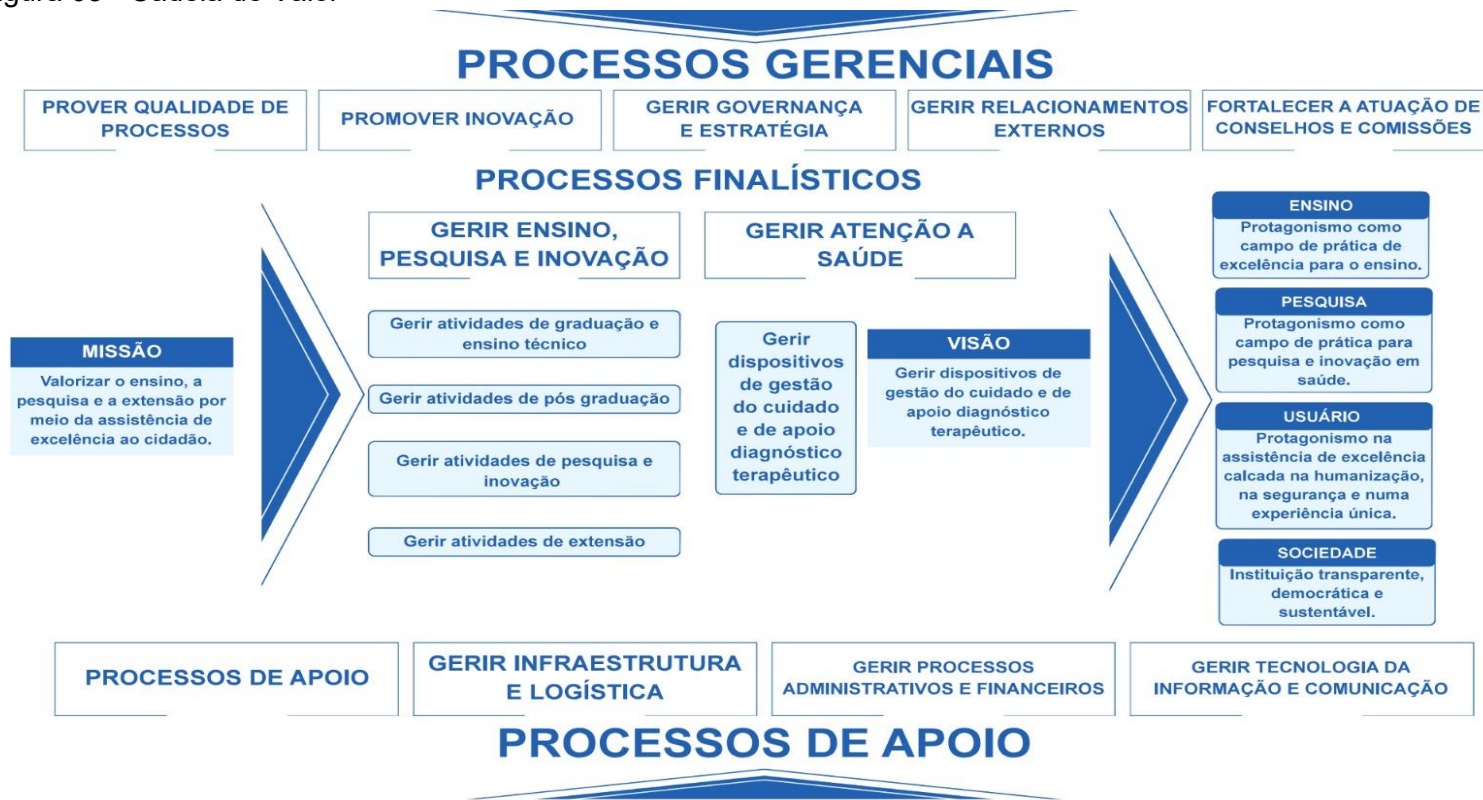 PROCESSOS GERENCIAIS
PROVER QUALIDADE DE
PROCESSOS
PROMOVER INOVAÇÃO
GERIR GOVERNANÇA
E ESTRATÉGIA
GERIR RELACIONAMENTOS
EXTERNOS
FORTALECER A ATUAÇÃO DE
CONSELHOS E COMISSÕES
PROCESSOS FINALÍSTICOS
MISSÃO
Valorizar o ensino, a
pesquisa e a extensão por
meio da assistência de
excelência ao cidadão.
GERIR ENSINO,
PESQUISA E INOVAÇÃO
Gerir atividades de graduação e
ensino técnico
Gerir atividades de pós graduação
Gerir atividades de pesquisa e
inovação
Gerir atividades de extensão
GERIR ATENÇÃO A
SAÚDE
Gerir
dispositivos
de gestão
do cuidado
e de apoio
diagnóstico
terapêutico
VISÃO
Gerir dispositivos de
gestão do cuidado e de
apoio diagnóstico
terapêutico.
ENSINO
Protagonismo como
campo de prática de
excelência para o ensino.
PESQUISA
Protagonismo como
campo de prática para
pesquisa e inovação em
saúde.
USUÁRIO
Protagonismo na
assistência de excelência
calcada na humanização,
na segurança e numa
experiência única.
SOCIEDADE
Instituição transparente,
democrática e
sustentável.
PROCESSOS DE APOIO
GERIR INFRAESTRUTURA
E LOGÍSTICA
GERIR PROCESSOS
ADMINISTRATIVOS E FINANCEIROS
GERIR TECNOLOGIA DA
INFORMAÇÃO E COMUNICAÇÃO
PROCESSOS DE APOIO